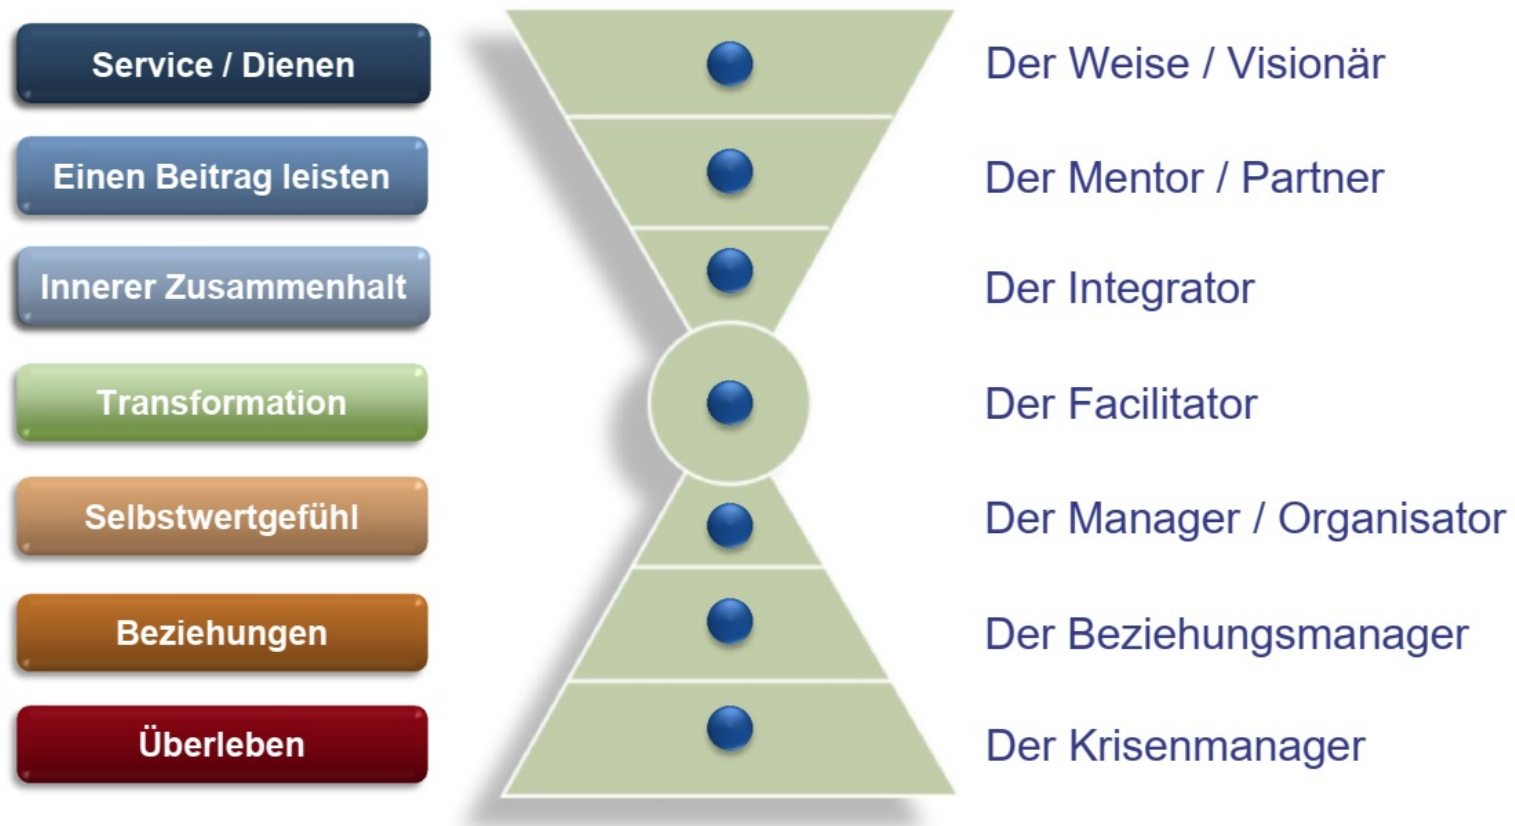 Service / Dienen
Der Weise / Visionär
Einen Beitrag leisten
Der Mentor / Partner
Innerer Zusammenhalt
Der Integrator
Transformation
Der Facilitator
Selbstwertgefühl
Der Manager / Organisator
Beziehungen
Der Beziehungsmanager
Überleben
Der Krisenmanager